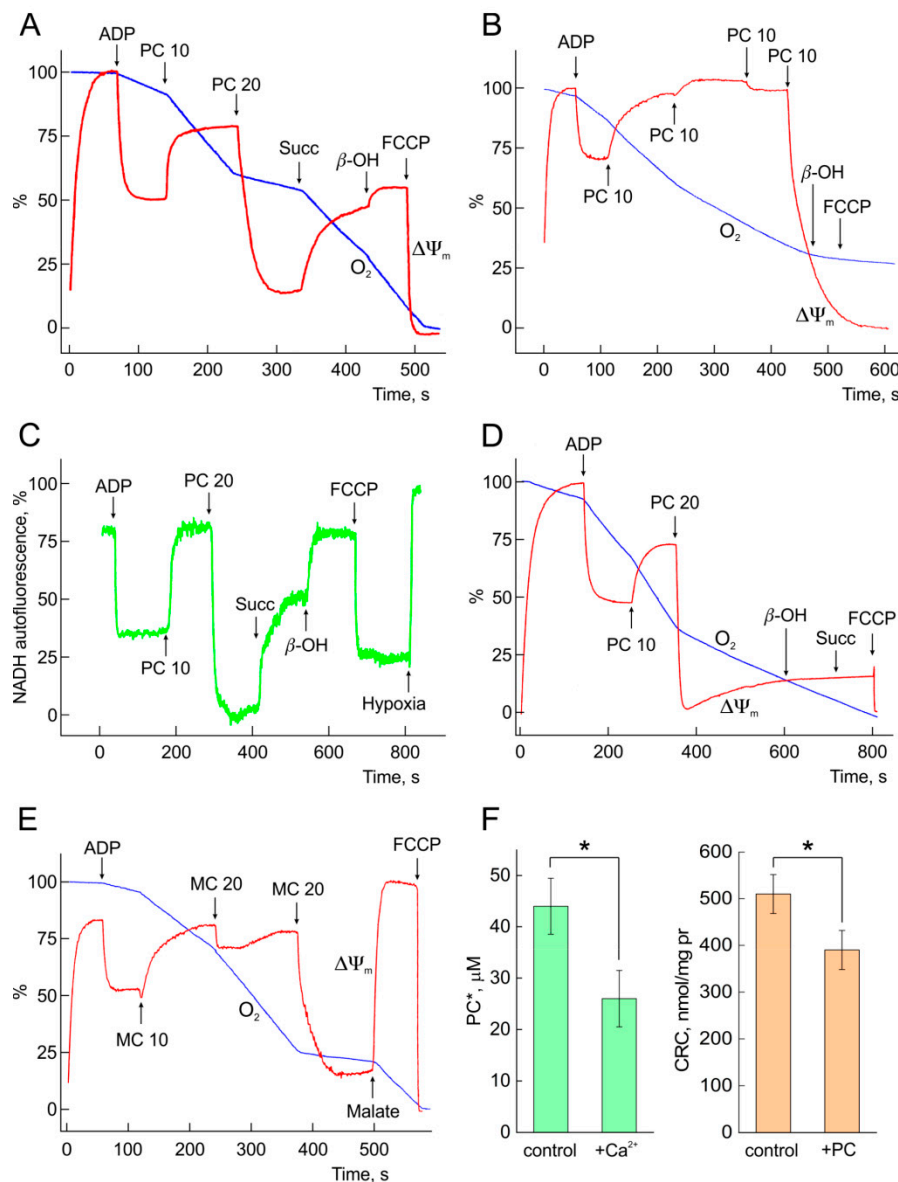 A
ADP
PC 10
PC 20
Succ
β-OH
FCCP
100
75
50
25
0
%
O₂
ΔΨₘ
0 100 200 300 400 500
Time, s
B
ADP
PC 10
PC 10
PC 10
PC 10
β-OH
FCCP
100
75
50
25
0
%
O₂
ΔΨₘ
0 100 200 300 400 500 600
Time, s
C
ADP
PC 20
FCCP
Succ
PC 10
β-OH
Hypoxia
NADH autofluorescence, %
100
75
50
25
0
0 200 400 600 800
Time, s
D
ADP
PC 20
PC 10
β-OH
Succ
FCCP
100
75
50
25
0
%
O₂
ΔΨₘ
0 200 400 600 800
Time, s
E
ADP
MC 20
MC 20
FCCP
MC 10
Malate
100
75
50
25
0
%
O₂
ΔΨₘ
0 100 200 300 400 500
Time, s
F
*
PC*, μM
50
40
30
20
10
0
control +Ca²⁺
*
CRC, nmol/mg pr
600
500
400
300
200
100
0
control +PC